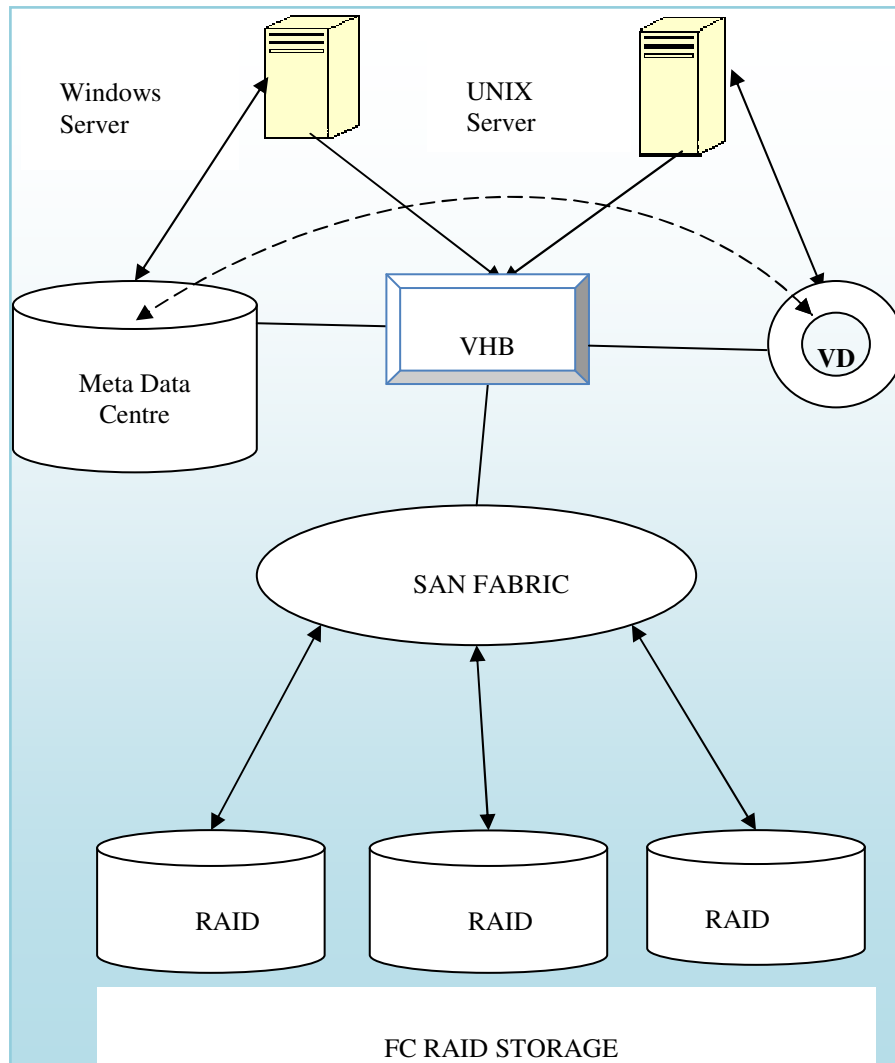 Windows
Server
UNIX
Server
Meta Data
Centre
VHB
VD
SAN FABRIC
RAID
RAID
RAID
FC RAID STORAGE